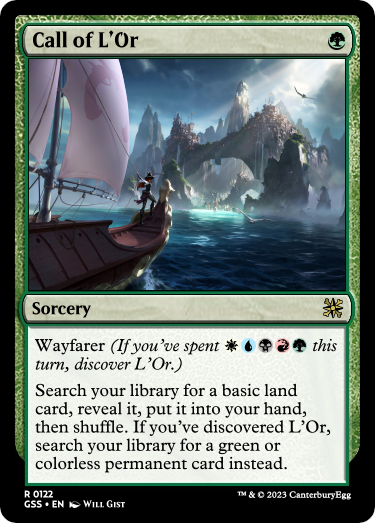 Call of L'Or
Sorcery
Wayfarer (If you've spent this
turn, discover L'Or.)
Search your library for a basic land
card, reveal it, put it into your hand,
then shuffle. If you've discovered L'Or,
search your library for a green or
colorless permanent card instead.
R 0122
GSS • EN WILL GIST
™ & © 2023 CanterburyEgg